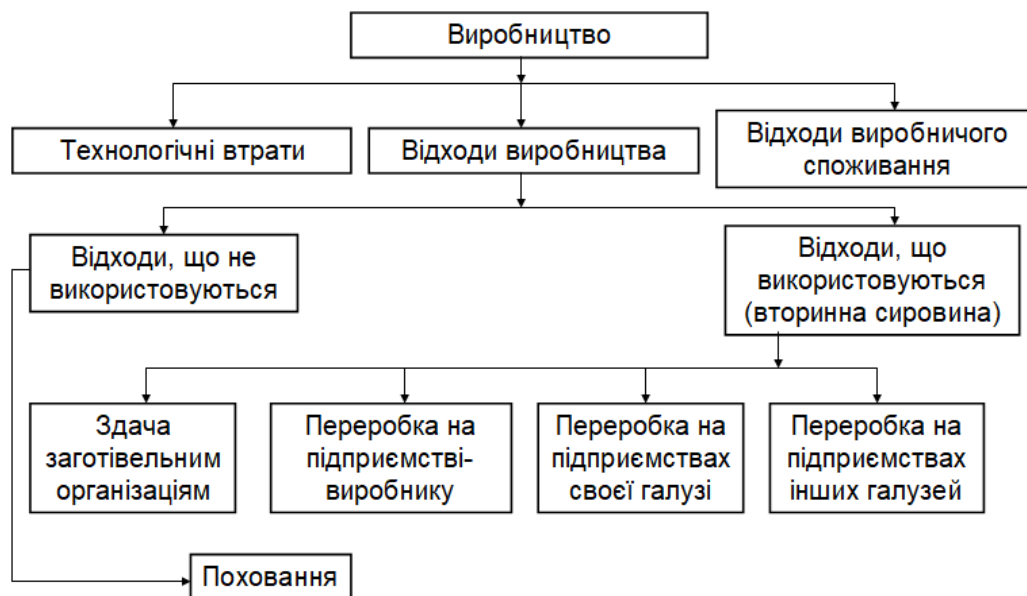 Виробництво
Технологічні втрати
Відходи виробництва
Відходи виробничого
споживання
Відходи, що не
використовуються
Відходи, що
використовуються
(вторинна сировина)
Здача
заготівельним
організаціям
Переробка на
підприємстві-
виробнику
Переробка на
підприємствах
своєї галузі
Переробка на
підприємствах
інших галузей
Поховання